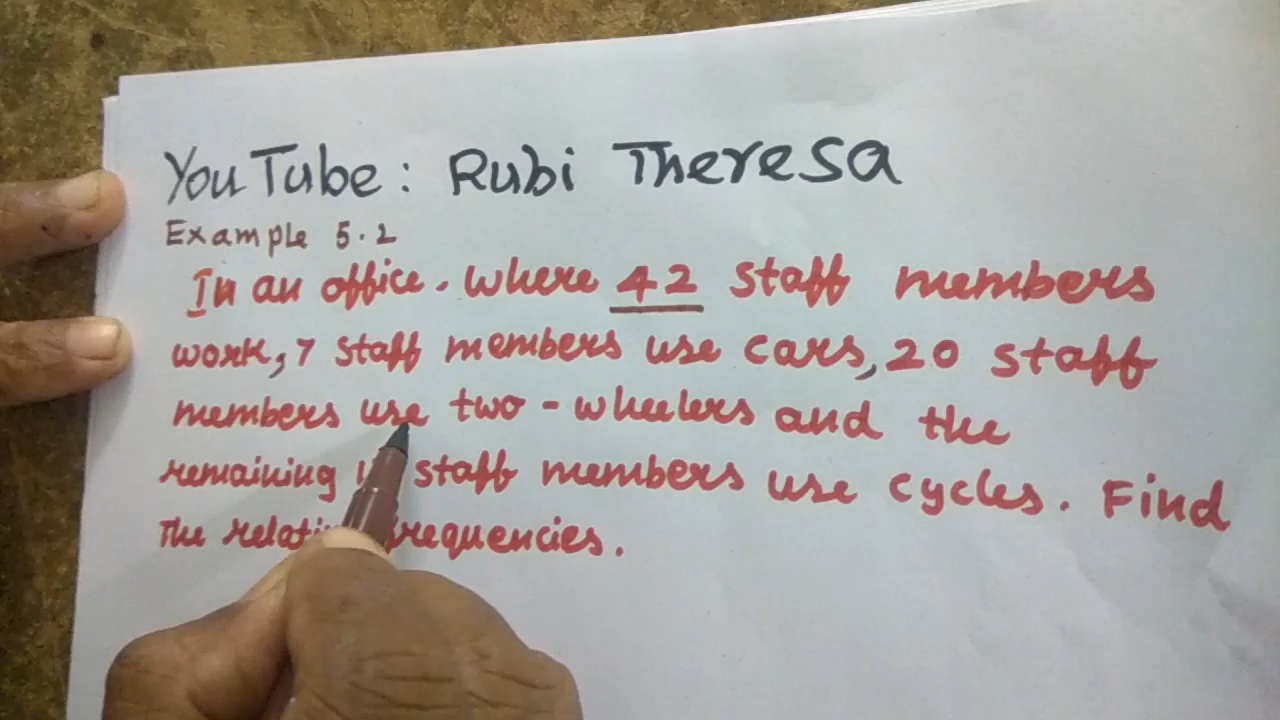 YouTube: Rubi Theresa
Example 5.2
In an office. Where 42 staff members
work, 7 staff members use cars, 20 staff
members use two-wheelers and the
remaining staff members use cycles. Find
The frequencies.